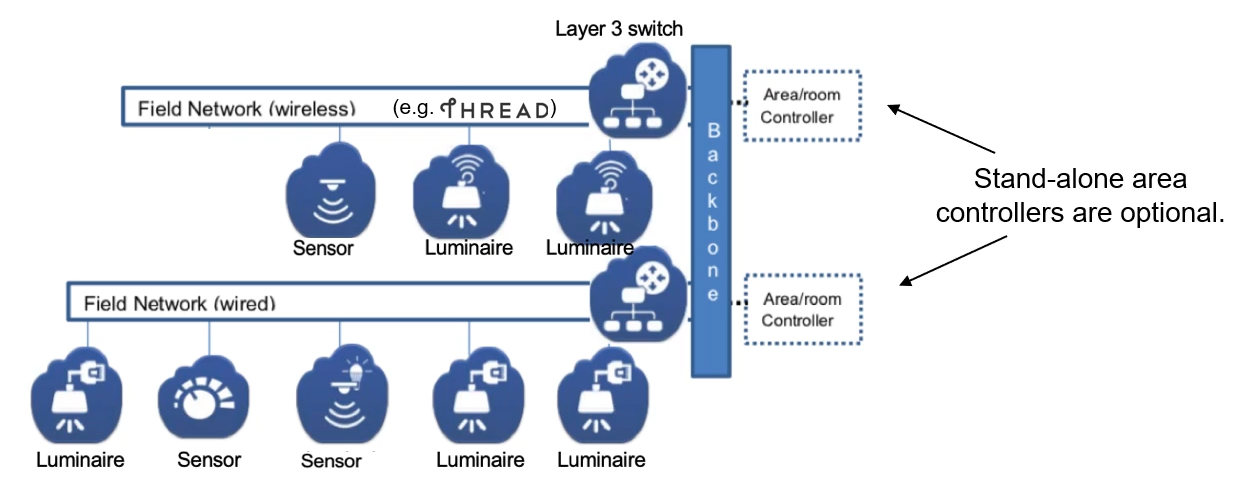 Layer 3 switch
Field Network (wireless) (e.g. THREAD)
Area/room
Controller
Sensor
Luminaire
Luminaire
Backbone
Stand-alone area
controllers are optional.
Field Network (wired)
Area/room
Controller
Luminaire
Sensor
Sensor
Luminaire
Luminaire